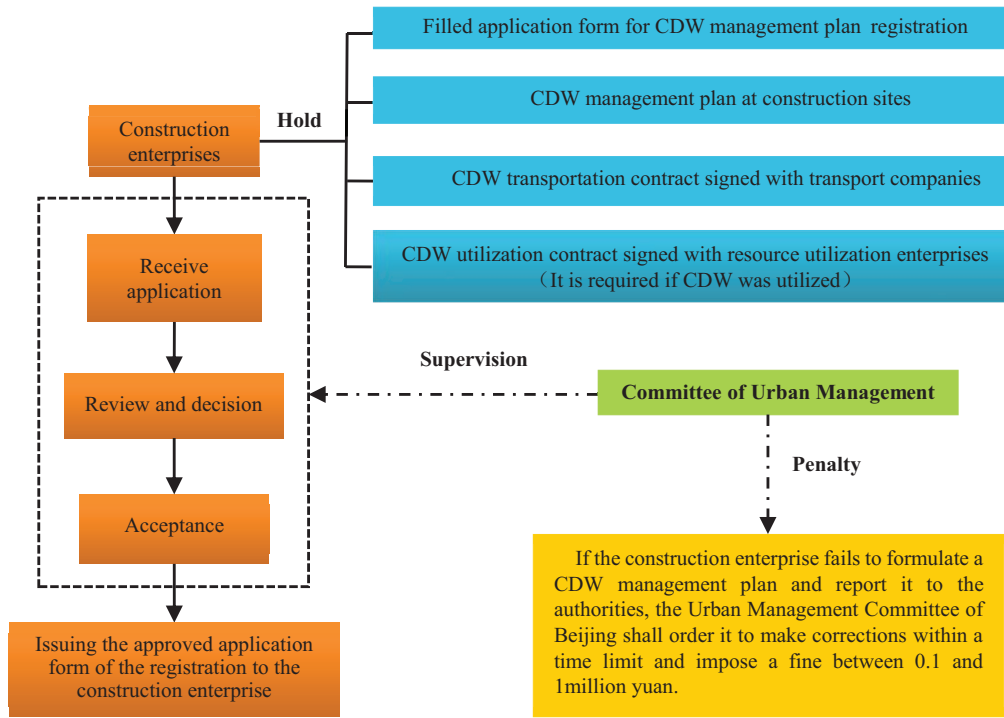 Filled application form for CDW management plan registration
CDW management plan at construction sites
Hold
Construction
enterprises
CDW transportation contract signed with transport companies
CDW utilization contract signed with resource utilization enterprises
（It is required if CDW was utilized）
Receive
application
Supervision
Review and decision
Committee of Urban Management
Penalty
Acceptance
If the construction enterprise fails to formulate a
CDW management plan and report it to the
authorities, the Urban Management Committee of
Beijing shall order it to make corrections within a
time limit and impose a fine between 0.1 and
1million yuan.
Issuing the approved application
form of the registration to the
construction enterprise